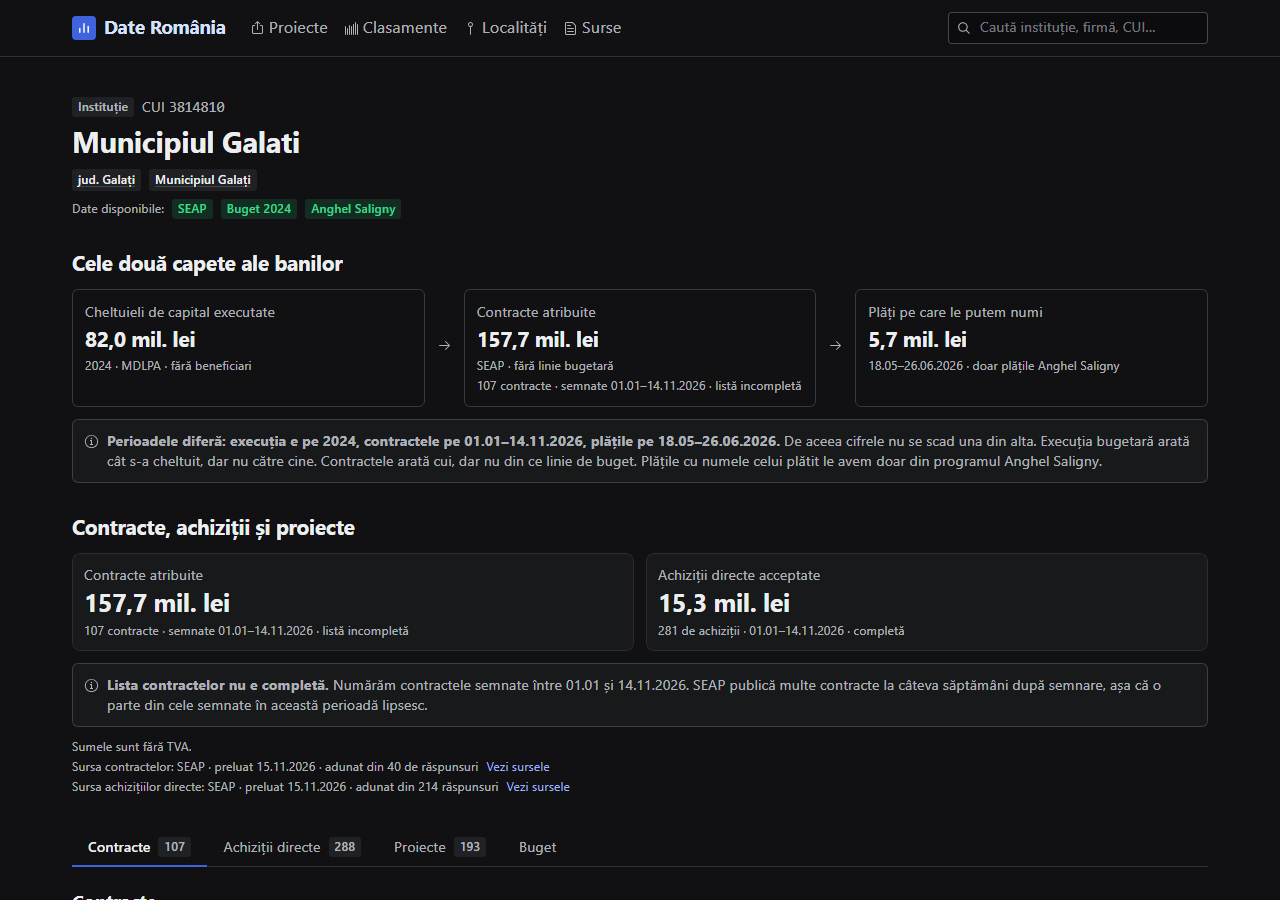 Date România
Proiecte
Clasamente
Localități
Surse
Caută instituție, firmă, CUI...
Instituție CUI 3814810
Municipiul Galati
jud. Galați Municipiul Galați
Date disponibile: SEAP Buget 2024 Anghel Saligny
Cele două capete ale banilor
Cheltuieli de capital executate
82,0 mil. lei
2024 · MDLPA · fără beneficiari
→
Contracte atribuite
157,7 mil. lei
SEAP · fără linie bugetară
107 contracte · semnate 01.01–14.11.2026 · listă incompletă
→
Plăți pe care le putem numi
5,7 mil. lei
18.05–26.06.2026 · doar plățile Anghel Saligny
Perioadele diferă: execuția e pe 2024, contractele pe 01.01–14.11.2026, plățile pe 18.05–26.06.2026. De aceea cifrele nu se scad una din alta. Execuția bugetară arată
cât s-a cheltuit, dar nu către cine. Contractele arată cui, dar nu din ce linie de buget. Plățile cu numele celui plătit le avem doar din programul Anghel Saligny.
Contracte, achiziții și proiecte
Contracte atribuite
157,7 mil. lei
107 contracte · semnate 01.01–14.11.2026 · listă incompletă
Achiziții directe acceptate
15,3 mil. lei
281 de achiziții · 01.01–14.11.2026 · completă
Lista contractelor nu e completă. Numărăm contractele semnate între 01.01 și 14.11.2026. SEAP publică multe contracte la câteva săptămâni după semnare, așa că o
parte din cele semnate în această perioadă lipsesc.
Sumele sunt fără TVA.
Sursa contractelor: SEAP · preluat 15.11.2026 · adunat din 40 de răspunsuri Vezi sursele
Sursa achizițiilor directe: SEAP · preluat 15.11.2026 · adunat din 214 răspunsuri Vezi sursele
Contracte 107 Achiziții directe 288 Proiecte 193 Buget
Contracte